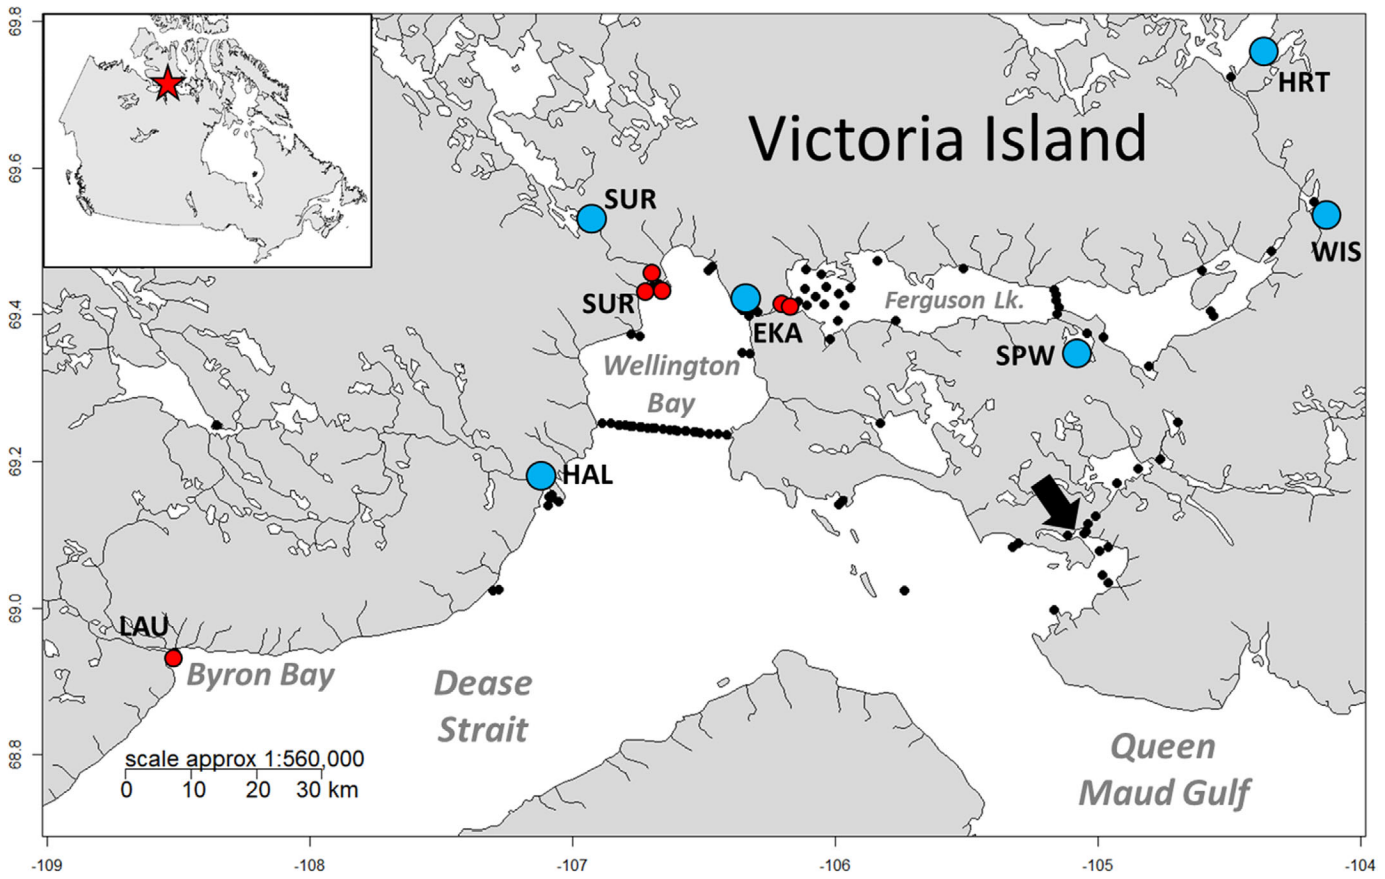 69.8
69.6
69.4
69.2
69.0
68.8
Victoria Island
HRT
SUR
WIS
SUR
EKA
Ferguson Lk.
SPW
Wellington
Bay
HAL
LAU
Byron Bay
Dease
Strait
Queen
Maud Gulf
scale approx 1:560,000
0 10 20 30 km
-109 -108 -107 -106 -105 -104